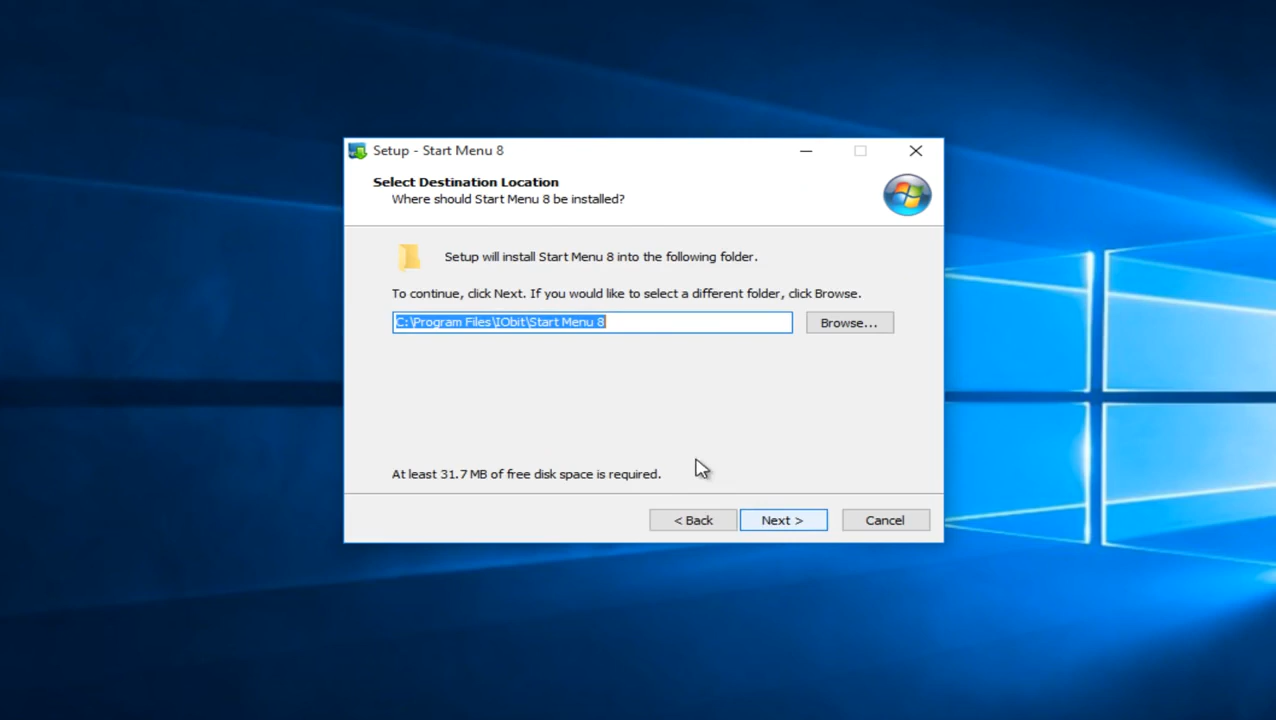 Setup - Start Menu 8
Select Destination Location
Where should Start Menu 8 be installed?
Setup will install Start Menu 8 into the following folder.
To continue, click Next. If you would like to select a different folder, click Browse.
C:\Program Files\IObit\Start Menu 8
Browse...
At least 31.7 MB of free disk space is required.
< Back
Next >
Cancel